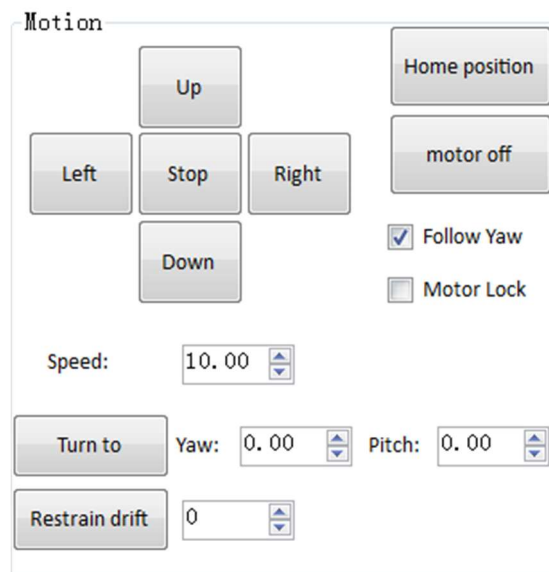 Motion
Home position
Up
motor off
Left Stop Right
Follow Yaw
Down
Motor Lock
Speed: 10.00
Turn to Yaw: 0.00 Pitch: 0.00
Restrain drift 0